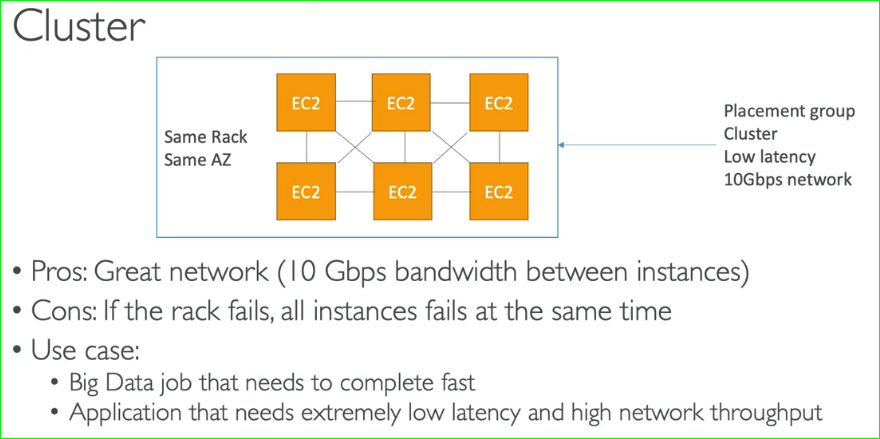 Cluster
EC2 EC2 EC2
Same Rack
Same AZ
EC2 EC2 EC2
Placement group
Cluster
Low latency
10Gbps network
• Pros: Great network (10 Gbps bandwidth between instances)
• Cons: If the rack fails, all instances fails at the same time
• Use case:
• Big Data job that needs to complete fast
• Application that needs extremely low latency and high network throughput